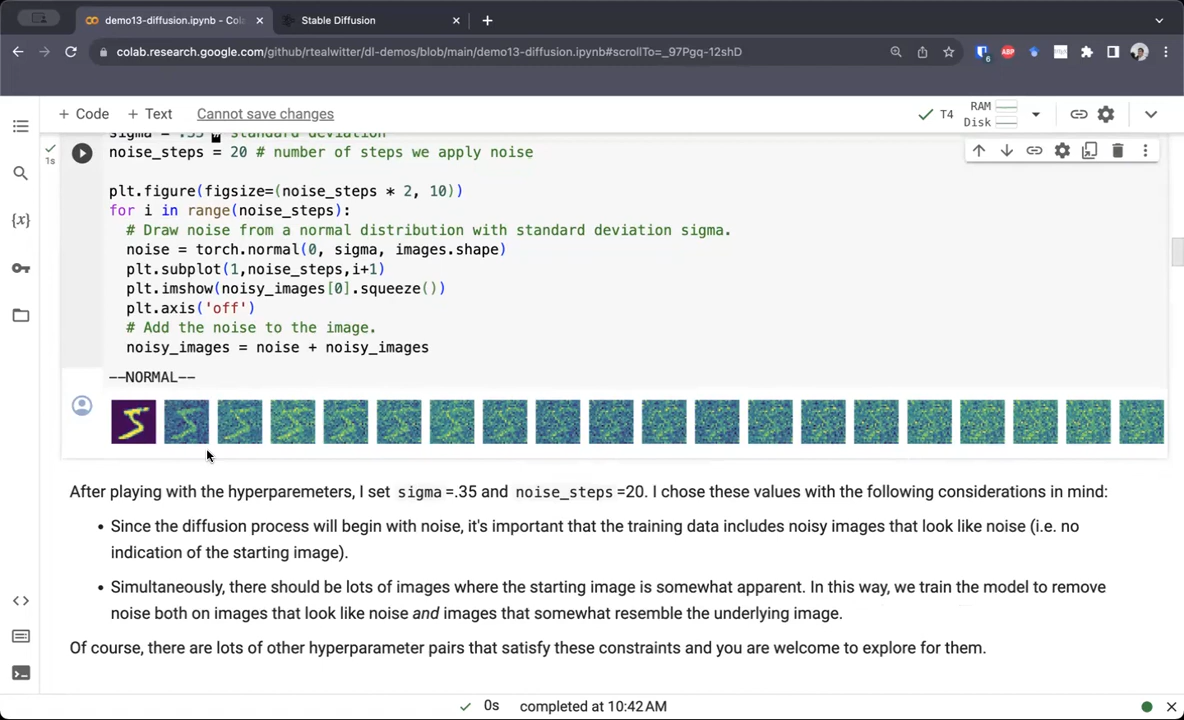 demo13-diffusion.ipynb - Cola
Stable Diffusion
colab.research.google.com/github/rtealwitter/dl-demos/blob/main/demo13-diffusion.ipynb#scrollTo=_97Pgq-12shD
6
ABP
+ Code
+ Text
Cannot save changes
T4
RAM
Disk
sigma = .35 # standard deviation
1s
noise_steps = 20 # number of steps we apply noise
plt.figure(figsize=(noise_steps * 2, 10))
for i in range(noise_steps):
# Draw noise from a normal distribution with standard deviation sigma.
noise = torch.normal(0, sigma, images.shape)
plt.subplot(1,noise_steps,i+1)
plt.imshow(noisy_images[0].squeeze())
plt.axis('off')
# Add the noise to the image.
noisy_images = noise + noisy_images
--NORMAL--
After playing with the hyperparemeters, I set sigma =.35 and noise_steps =20. I chose these values with the following considerations in mind:
• Since the diffusion process will begin with noise, it's important that the training data includes noisy images that look like noise (i.e. no
indication of the starting image).
• Simultaneously, there should be lots of images where the starting image is somewhat apparent. In this way, we train the model to remove
noise both on images that look like noise and images that somewhat resemble the underlying image.
Of course, there are lots of other hyperparameter pairs that satisfy these constraints and you are welcome to explore for them.
0s completed at 10:42 AM